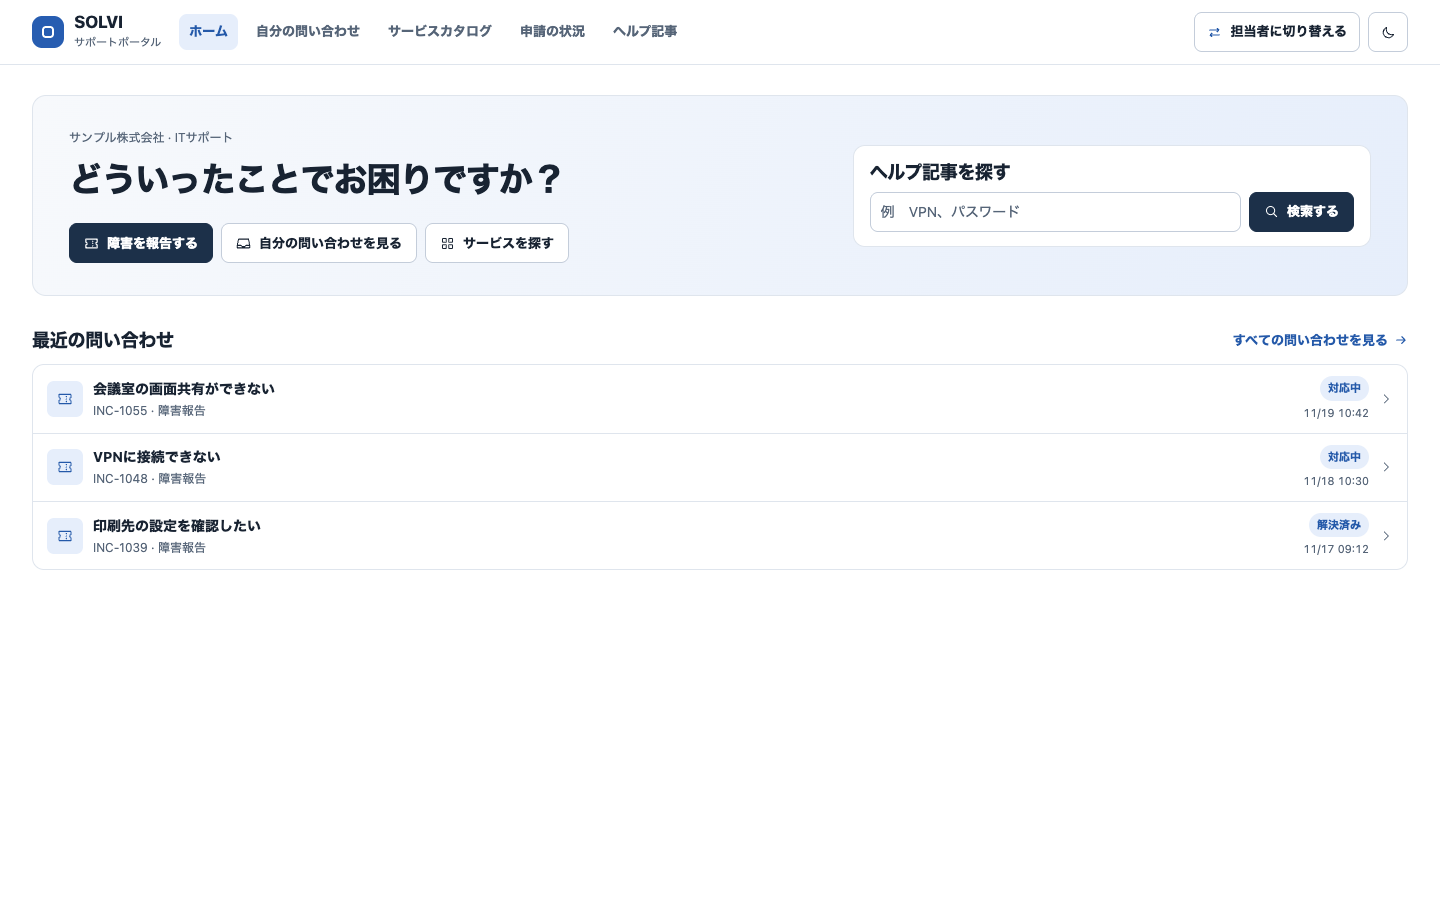 SOLVI
サポートポータル
ホーム
自分の問い合わせ
サービスカタログ
申請の状況
ヘルプ記事
担当者に切り替える
サンプル株式会社 · ITサポート
どういったことでお困りですか？
障害を報告する
自分の問い合わせを見る
サービスを探す
ヘルプ記事を探す
例　VPN、パスワード
検索する
最近の問い合わせ
すべての問い合わせを見る
会議室の画面共有ができない
INC-1055 · 障害報告
対応中
11/19 10:42
VPNに接続できない
INC-1048 · 障害報告
対応中
11/18 10:30
印刷先の設定を確認したい
INC-1039 · 障害報告
解決済み
11/17 09:12